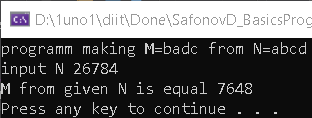 D:\1uno1\diit\Done\SafonovD_BasicsProg
programm making M=badc from N=abcd
input N 26784
M from given N is equal 7648
Press any key to continue . . .